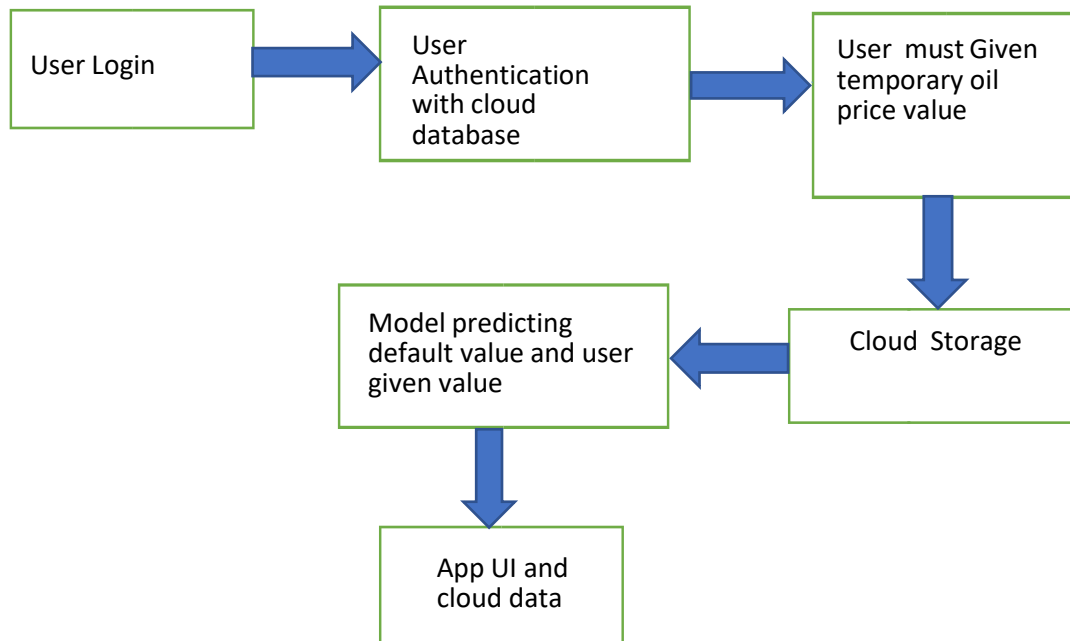 User Login
User
Authentication
with cloud
database
User  must Given
temporary oil
price value
Cloud  Storage
Model predicting
default value and user
given value
App UI and
cloud data